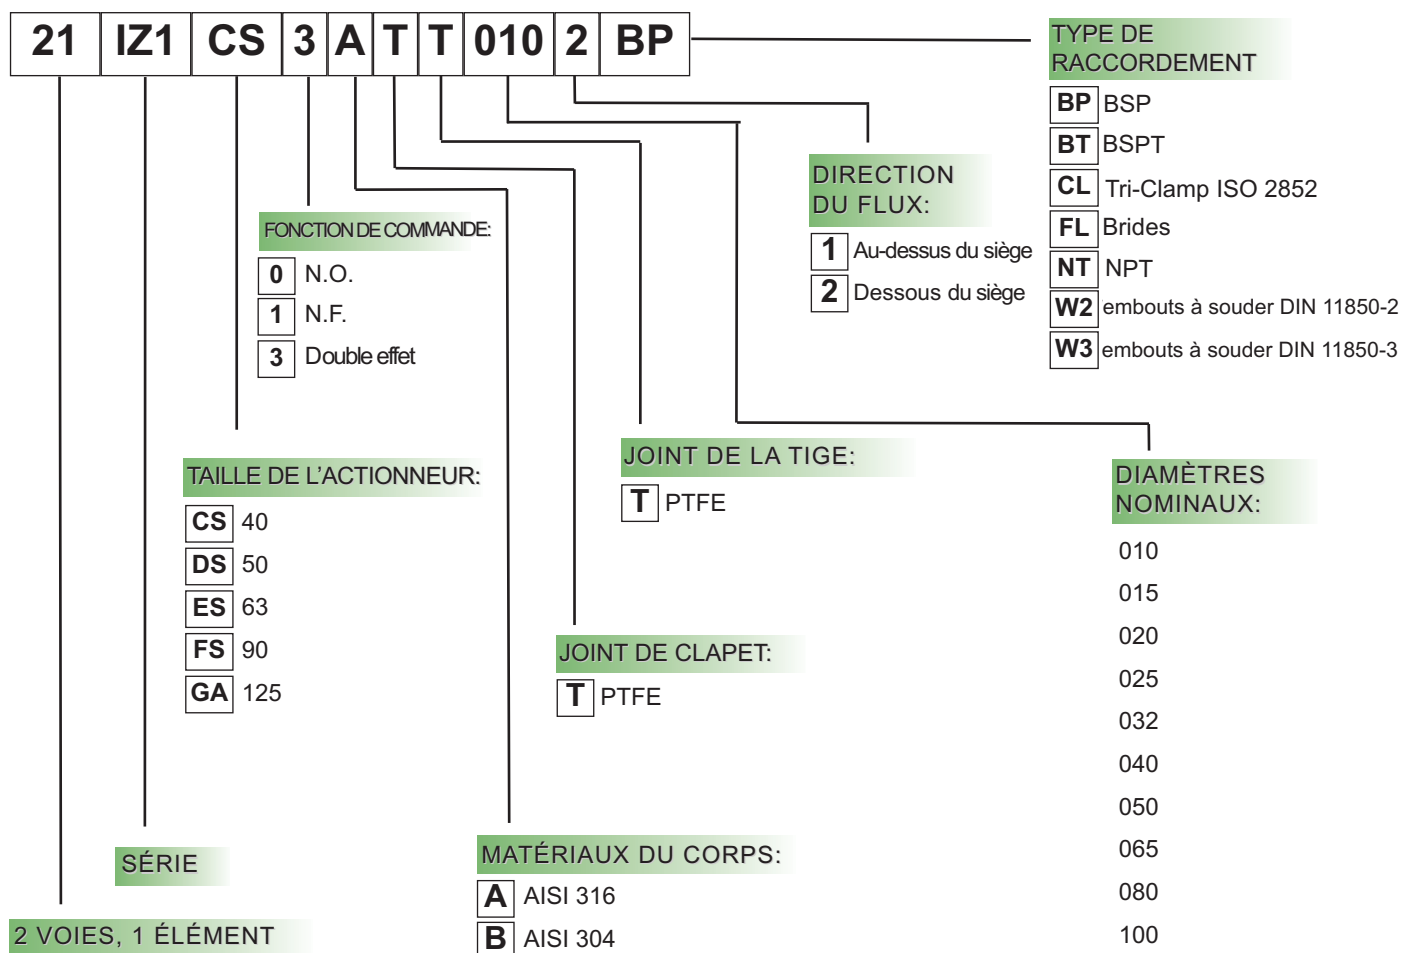 21 IZ1 CS 3 A T T 010 2 BP
TYPE DE
RACCORDEMENT
BP BSP
BT BSPT
CL Tri-Clamp ISO 2852
FL Brides
NT NPT
W2 embouts à souder DIN 11850-2
W3 embouts à souder DIN 11850-3
DIRECTION
DU FLUX:
1 Au-dessus du siège
2 Dessous du siège
FONCTION DE COMMANDE:
0 N.O.
1 N.F.
3 Double effet
TAILLE DE L’ACTIONNEUR:
CS 40
DS 50
ES 63
FS 90
GA 125
JOINT DE LA TIGE:
T PTFE
DIAMÈTRES
NOMINAUX:
010
015
020
025
032
040
050
065
080
100
JOINT DE CLAPET:
T PTFE
SÉRIE
MATÉRIAUX DU CORPS:
A AISI 316
B AISI 304
2 VOIES, 1 ÉLÉMENT